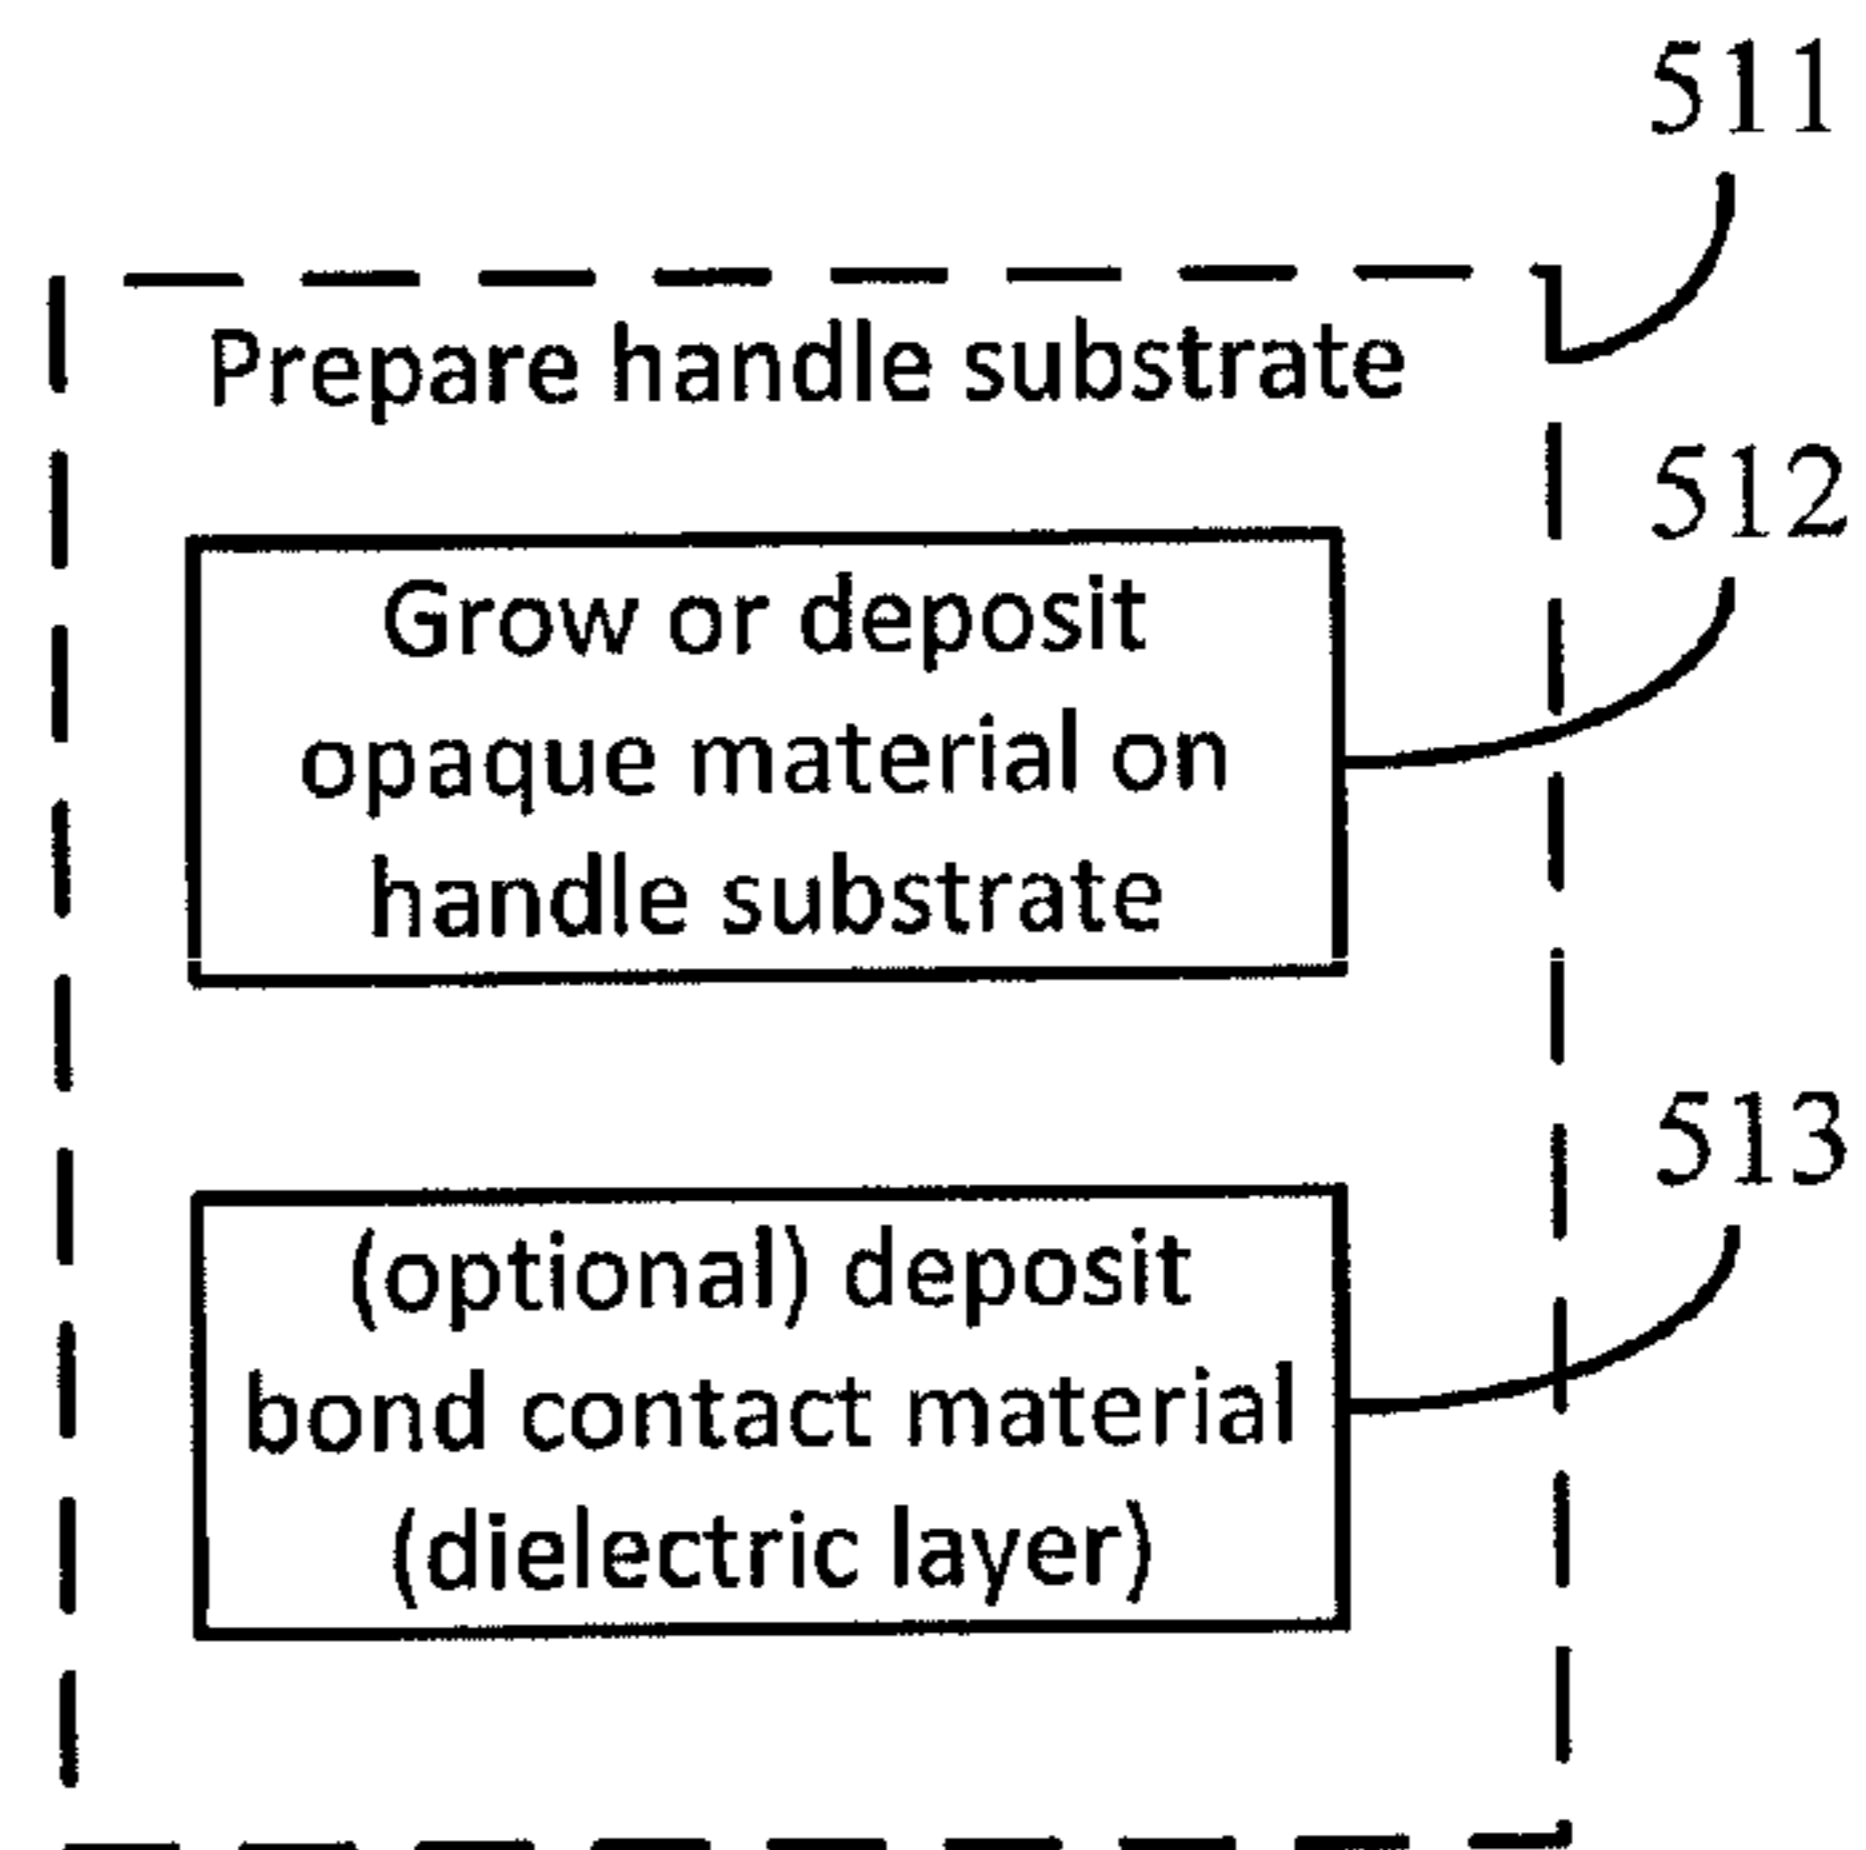 511
Prepare handle substrate
512
Grow or deposit
opaque material on
handle substrate
513
(optional) deposit
bond contact material
(dielectric layer)